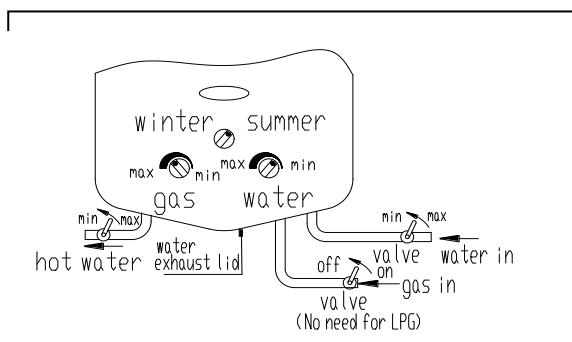 winter summer
max min max min
gas water
min max min max
hot water water exhaust lid valve water in
off on
gas in
valve
(No need for LPG)